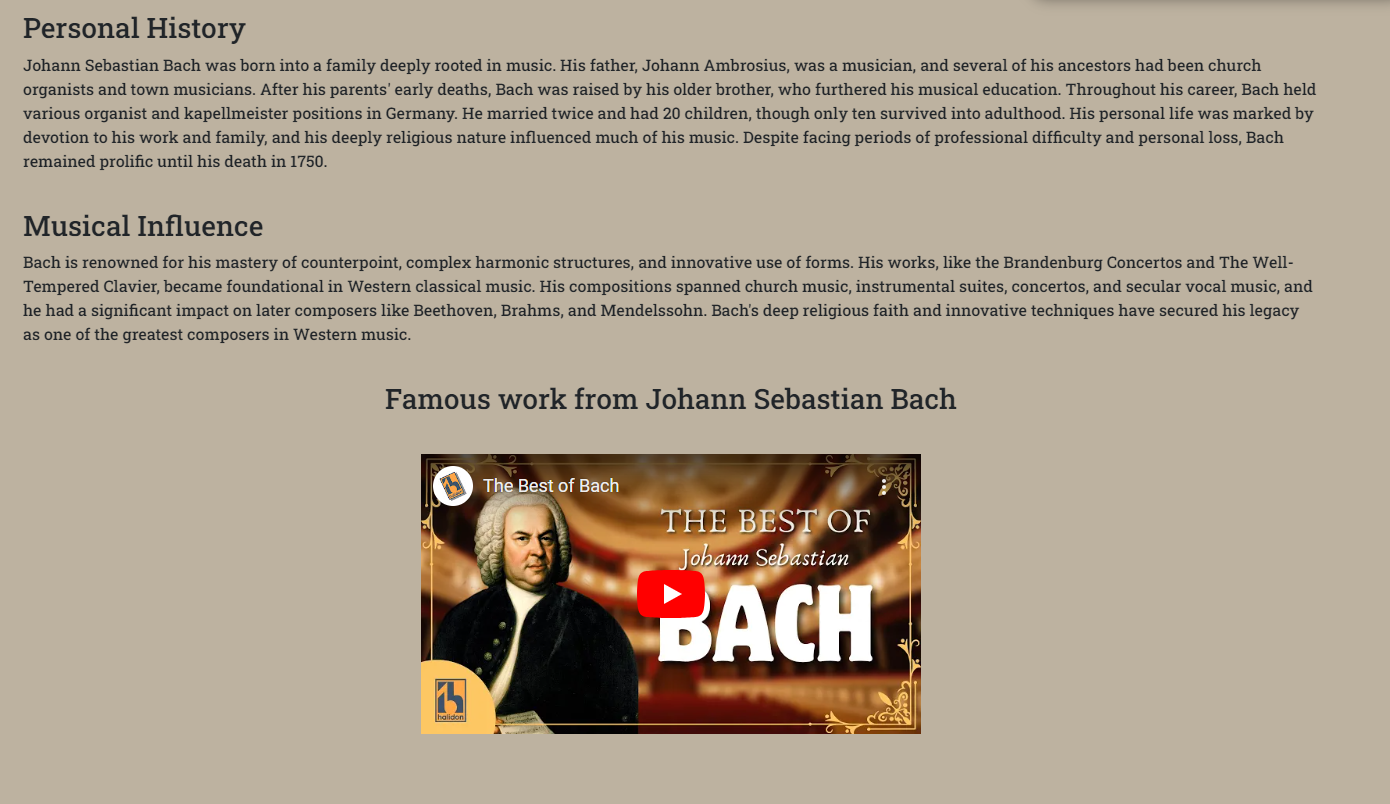 Personal History
Johann Sebastian Bach was born into a family deeply rooted in music. His father, Johann Ambrosius, was a musician, and several of his ancestors had been church
organists and town musicians. After his parents' early deaths, Bach was raised by his older brother, who furthered his musical education. Throughout his career, Bach held
various organist and kapellmeister positions in Germany. He married twice and had 20 children, though only ten survived into adulthood. His personal life was marked by
devotion to his work and family, and his deeply religious nature influenced much of his music. Despite facing periods of professional difficulty and personal loss, Bach
remained prolific until his death in 1750.
Musical Influence
Bach is renowned for his mastery of counterpoint, complex harmonic structures, and innovative use of forms. His works, like the Brandenburg Concertos and The Well-
Tempered Clavier, became foundational in Western classical music. His compositions spanned church music, instrumental suites, concertos, and secular vocal music, and
he had a significant impact on later composers like Beethoven, Brahms, and Mendelssohn. Bach's deep religious faith and innovative techniques have secured his legacy
as one of the greatest composers in Western music.
Famous work from Johann Sebastian Bach
The Best of Bach
THE BEST OF
Johann Sebastian
BACH
halidon